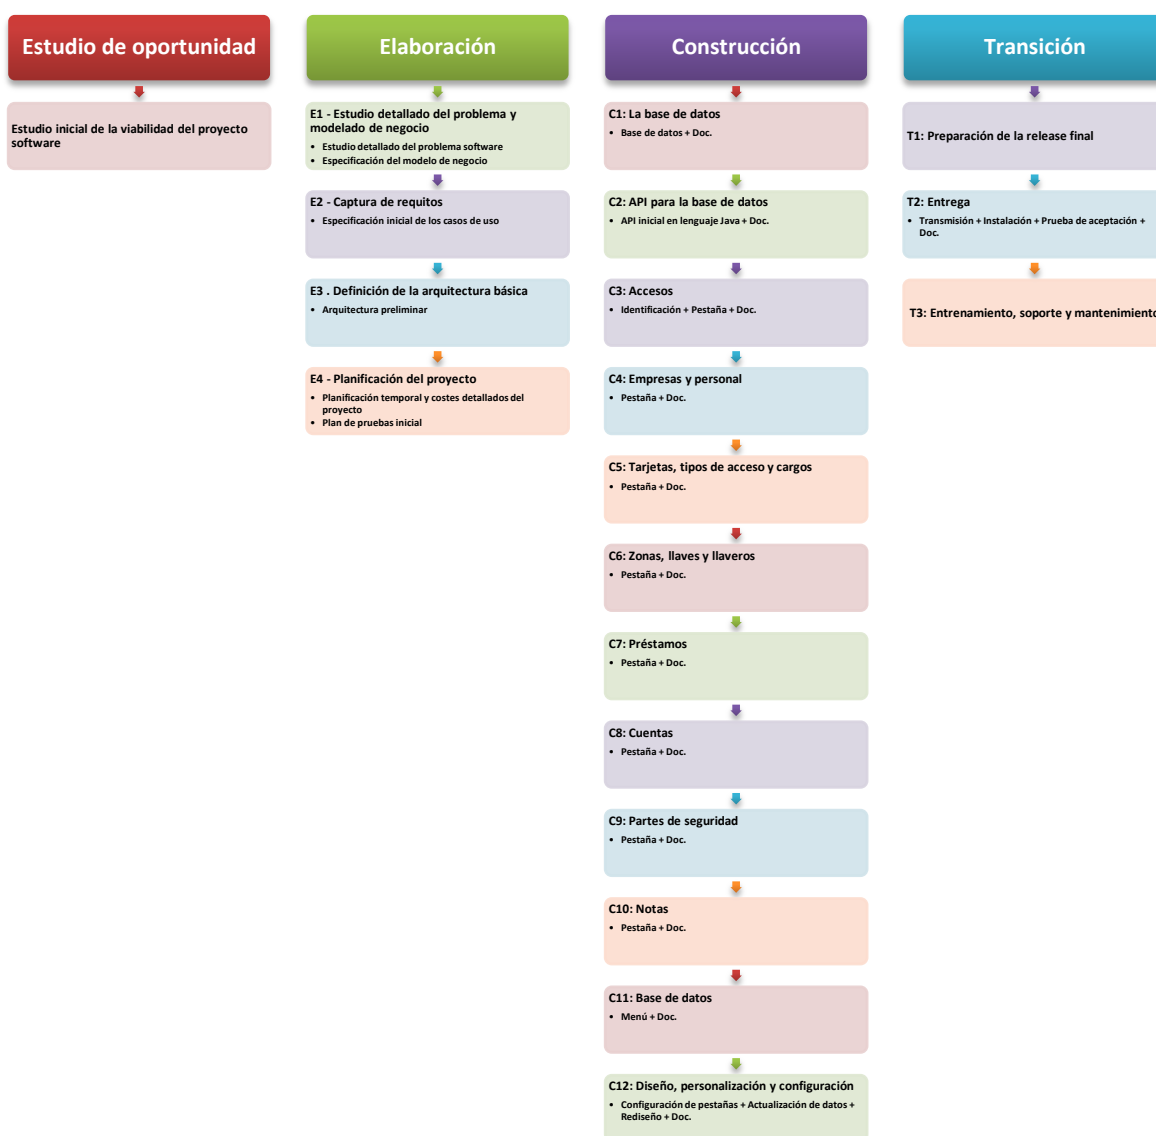 Estudio de oportunidad
Estudio inicial de la viabilidad del proyecto
software
Elaboración
E1 - Estudio detallado del problema y
modelado de negocio
• Estudio detallado del problema software
• Especificación del modelo de negocio
E2 - Captura de requitos
• Especificación inicial de los casos de uso
E3 . Definición de la arquitectura básica
• Arquitectura preliminar
E4 - Planificación del proyecto
• Planificación temporal y costes detallados del
proyecto
• Plan de pruebas inicial
Construcción
C1: La base de datos
• Base de datos + Doc.
C2: API para la base de datos
• API inicial en lenguaje Java + Doc.
C3: Accesos
• Identificación + Pestaña + Doc.
C4: Empresas y personal
• Pestaña + Doc.
C5: Tarjetas, tipos de acceso y cargos
• Pestaña + Doc.
C6: Zonas, llaves y llaveros
• Pestaña + Doc.
C7: Préstamos
• Pestaña + Doc.
C8: Cuentas
• Pestaña + Doc.
C9: Partes de seguridad
• Pestaña + Doc.
C10: Notas
• Pestaña + Doc.
C11: Base de datos
• Menú + Doc.
C12: Diseño, personalización y configuración
• Configuración de pestañas + Actualización de datos +
Rediseño + Doc.
Transición
T1: Preparación de la release final
T2: Entrega
• Transmisión + Instalación + Prueba de aceptación +
Doc.
T3: Entrenamiento, soporte y mantenimiento